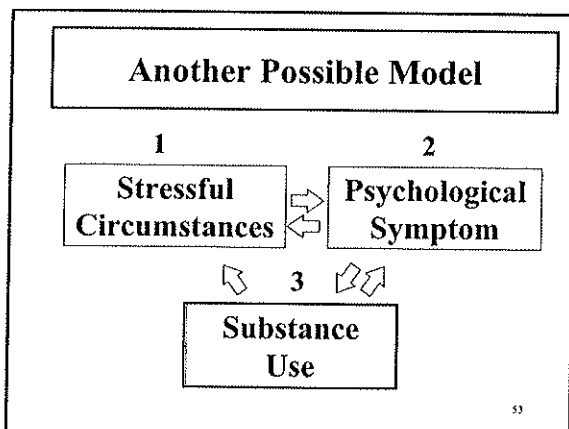 Another Possible Model
1 2
Stressful Psychological
Circumstances Symptom
3
Substance
Use
53